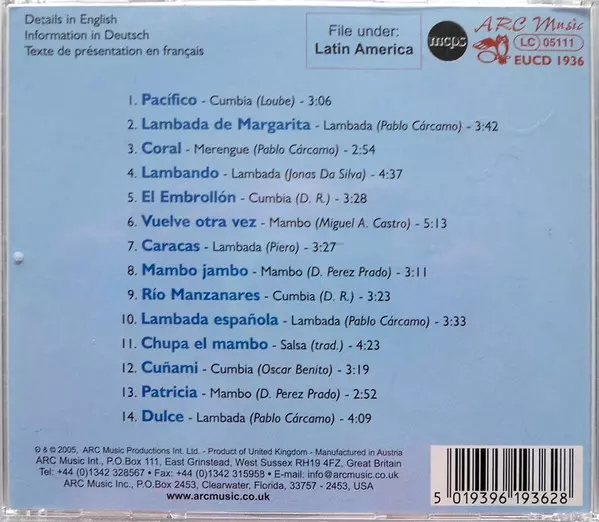 Details in English
Information in Deutsch
Texte de présentation en français
File under:
Latin America
mcps
ARC Music
LC 05111
EUCD 1936
1. Pacífico - Cumbia (Loube) - 3:06
2. Lambada de Margarita - Lambada (Pablo Cárcamo) - 3:42
3. Coral - Merengue (Pablo Cárcamo) - 2:54
4. Lambando - Lambada (Jonas Da Silva) - 4:37
5. El Embrollón - Cumbia (D. R.) - 3:28
6. Vuelve otra vez - Mambo (Miguel A. Castro) - 5:13
7. Caracas - Lambada (Piero) - 3:27
8. Mambo jambo - Mambo (D. Perez Prado) - 3:11
9. Río Manzanares - Cumbia (D. R.) - 3:23
10. Lambada española - Lambada (Pablo Cárcamo) - 3:33
11. Chupa el mambo - Salsa (trad.) - 4:23
12. Cuñami - Cumbia (Oscar Benito) - 3:19
13. Patricia - Mambo (D. Perez Prado) - 2:52
14. Dulce - Lambada (Pablo Cárcamo) - 4:09
℗ & © 2005, ARC Music Productions Int. Ltd. - Product of United Kingdom - Manufactured in Austria
ARC Music Int., P.O.Box 111, East Grinstead, West Sussex RH19 4FZ, Great Britain
Tel: +44 (0)1342 328567 • Fax: +44 (0)1342 315958 • E-mail: info@arcmusic.co.uk
ARC Music Inc., P.O.Box 2453, Clearwater, Florida, 33757 - 2453, USA
www.arcmusic.co.uk
5 019396 193628